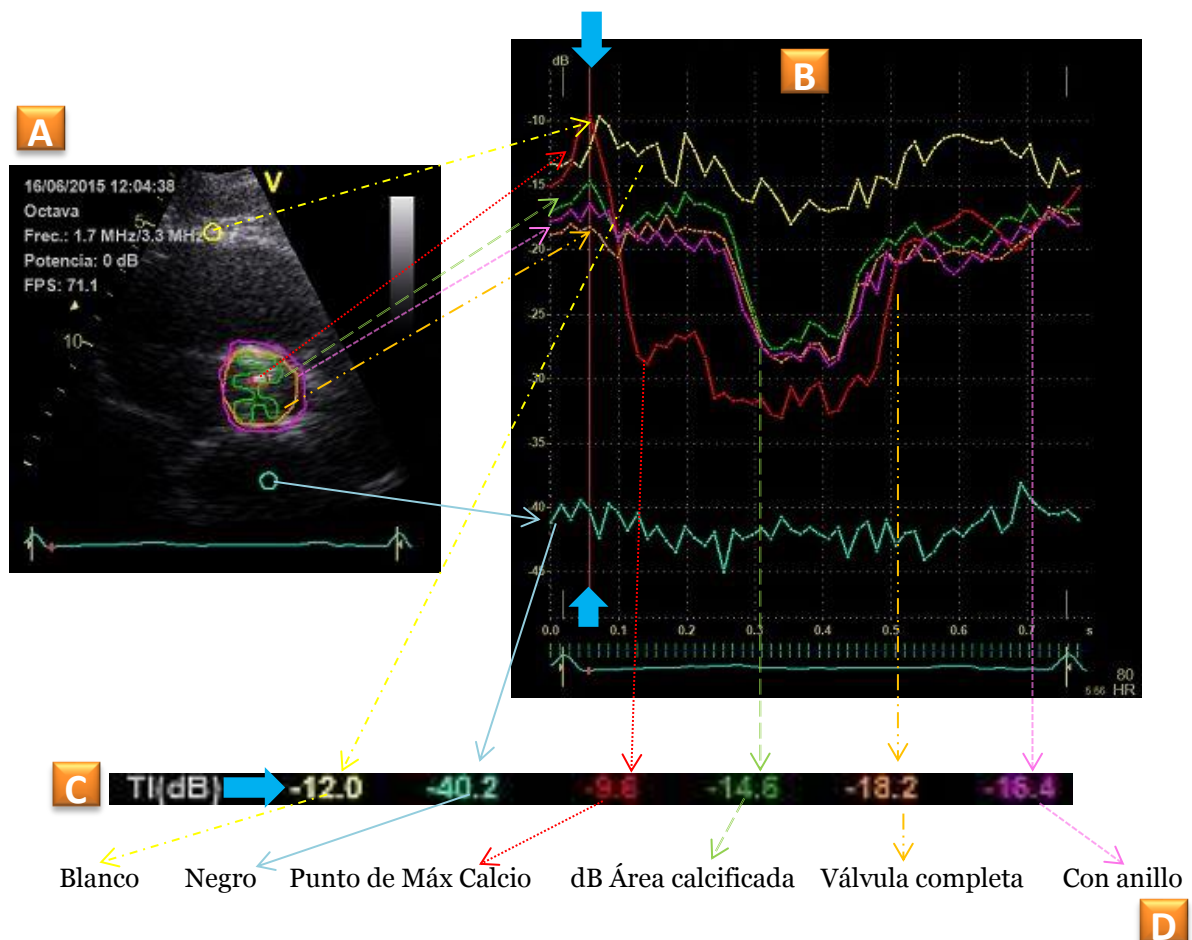 A
16/06/2015 12:04:38
Octava
Frec.: 1.7 MHz/3.3 MHz
Potencia: 0 dB
FPS: 71.1
V
5
10
B
dB
-10
-15
-20
-25
-30
-35
-40
-45
0.0 0.1 0.2 0.3 0.4 0.5 0.6 0.7 s
80
HR
C
TI(dB) -12.0 -40.2 -9.6 -14.6 -18.2 -16.4
Blanco Negro Punto de Máx Calcio dB Área calcificada Válvula completa Con anillo
D